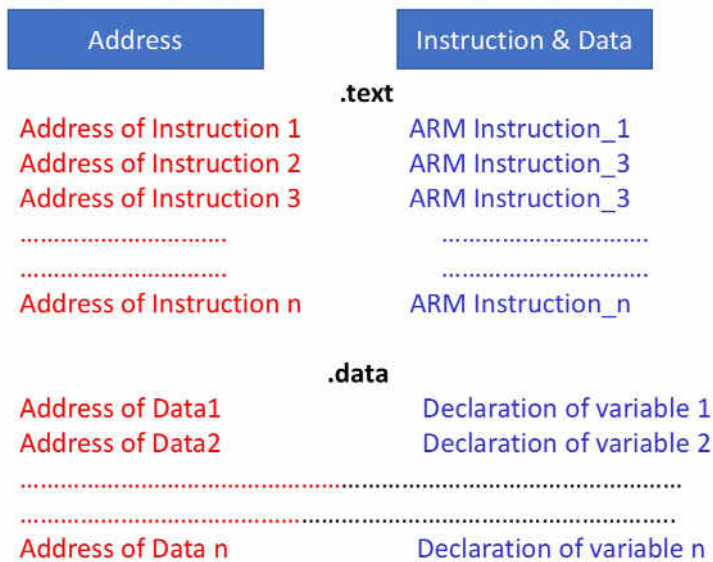 Address Instruction & Data
.text
Address of Instruction 1 ARM Instruction_1
Address of Instruction 2 ARM Instruction_3
Address of Instruction 3 ARM Instruction_3
................................ ................................
................................ ................................
Address of Instruction n ARM Instruction_n
.data
Address of Data1 Declaration of variable 1
Address of Data2 Declaration of variable 2
....................................................................................................
....................................................................................................
Address of Data n Declaration of variable n